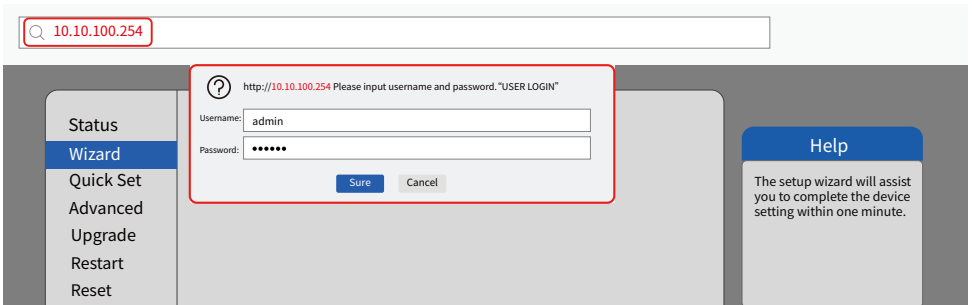 10.10.100.254
http://10.10.100.254 Please input username and password. “USER LOGIN”
Username:
admin
Password:
••••••
Sure
Cancel
Status
Wizard
Quick Set
Advanced
Upgrade
Restart
Reset
Help
The setup wizard will assist
you to complete the device
setting within one minute.